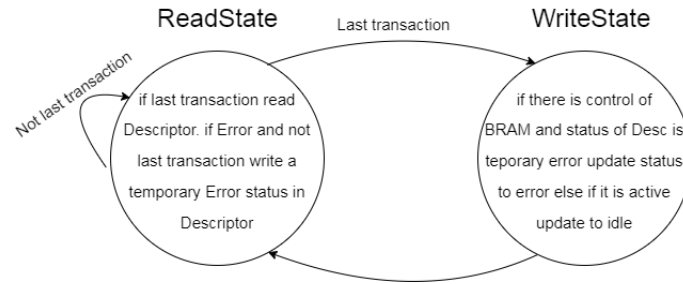 ReadState
WriteState
Last transaction
Not last transaction
if last transaction read
Descriptor. if Error and not
last transaction write a
temporary Error status in
Descriptor
if there is control of
BRAM and status of Desc is
teporary error update status
to error else if it is active
update to idle